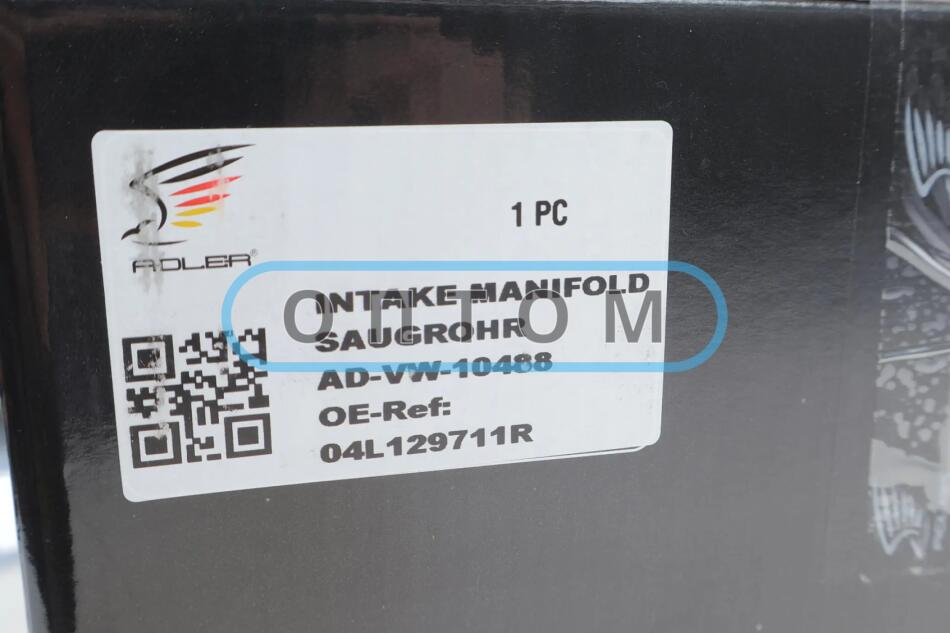 ADLER®
1 PC
INTAKE MANIFOLD
SAUGROHR
AD-VW-10488
OE-Ref:
04L129711R
ОПТОМ